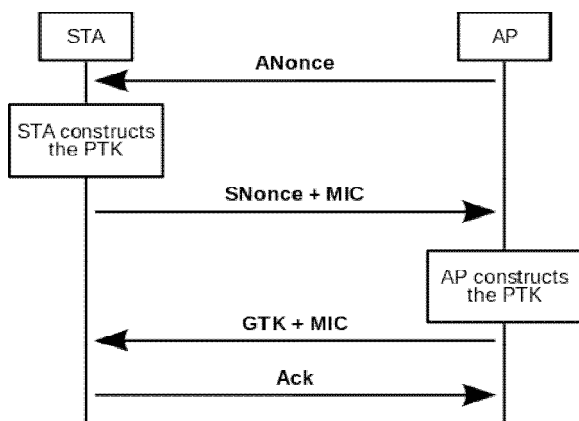 STA
AP
ANonce
STA constructs
the PTK
SNonce + MIC
AP constructs
the PTK
GTK + MIC
Ack